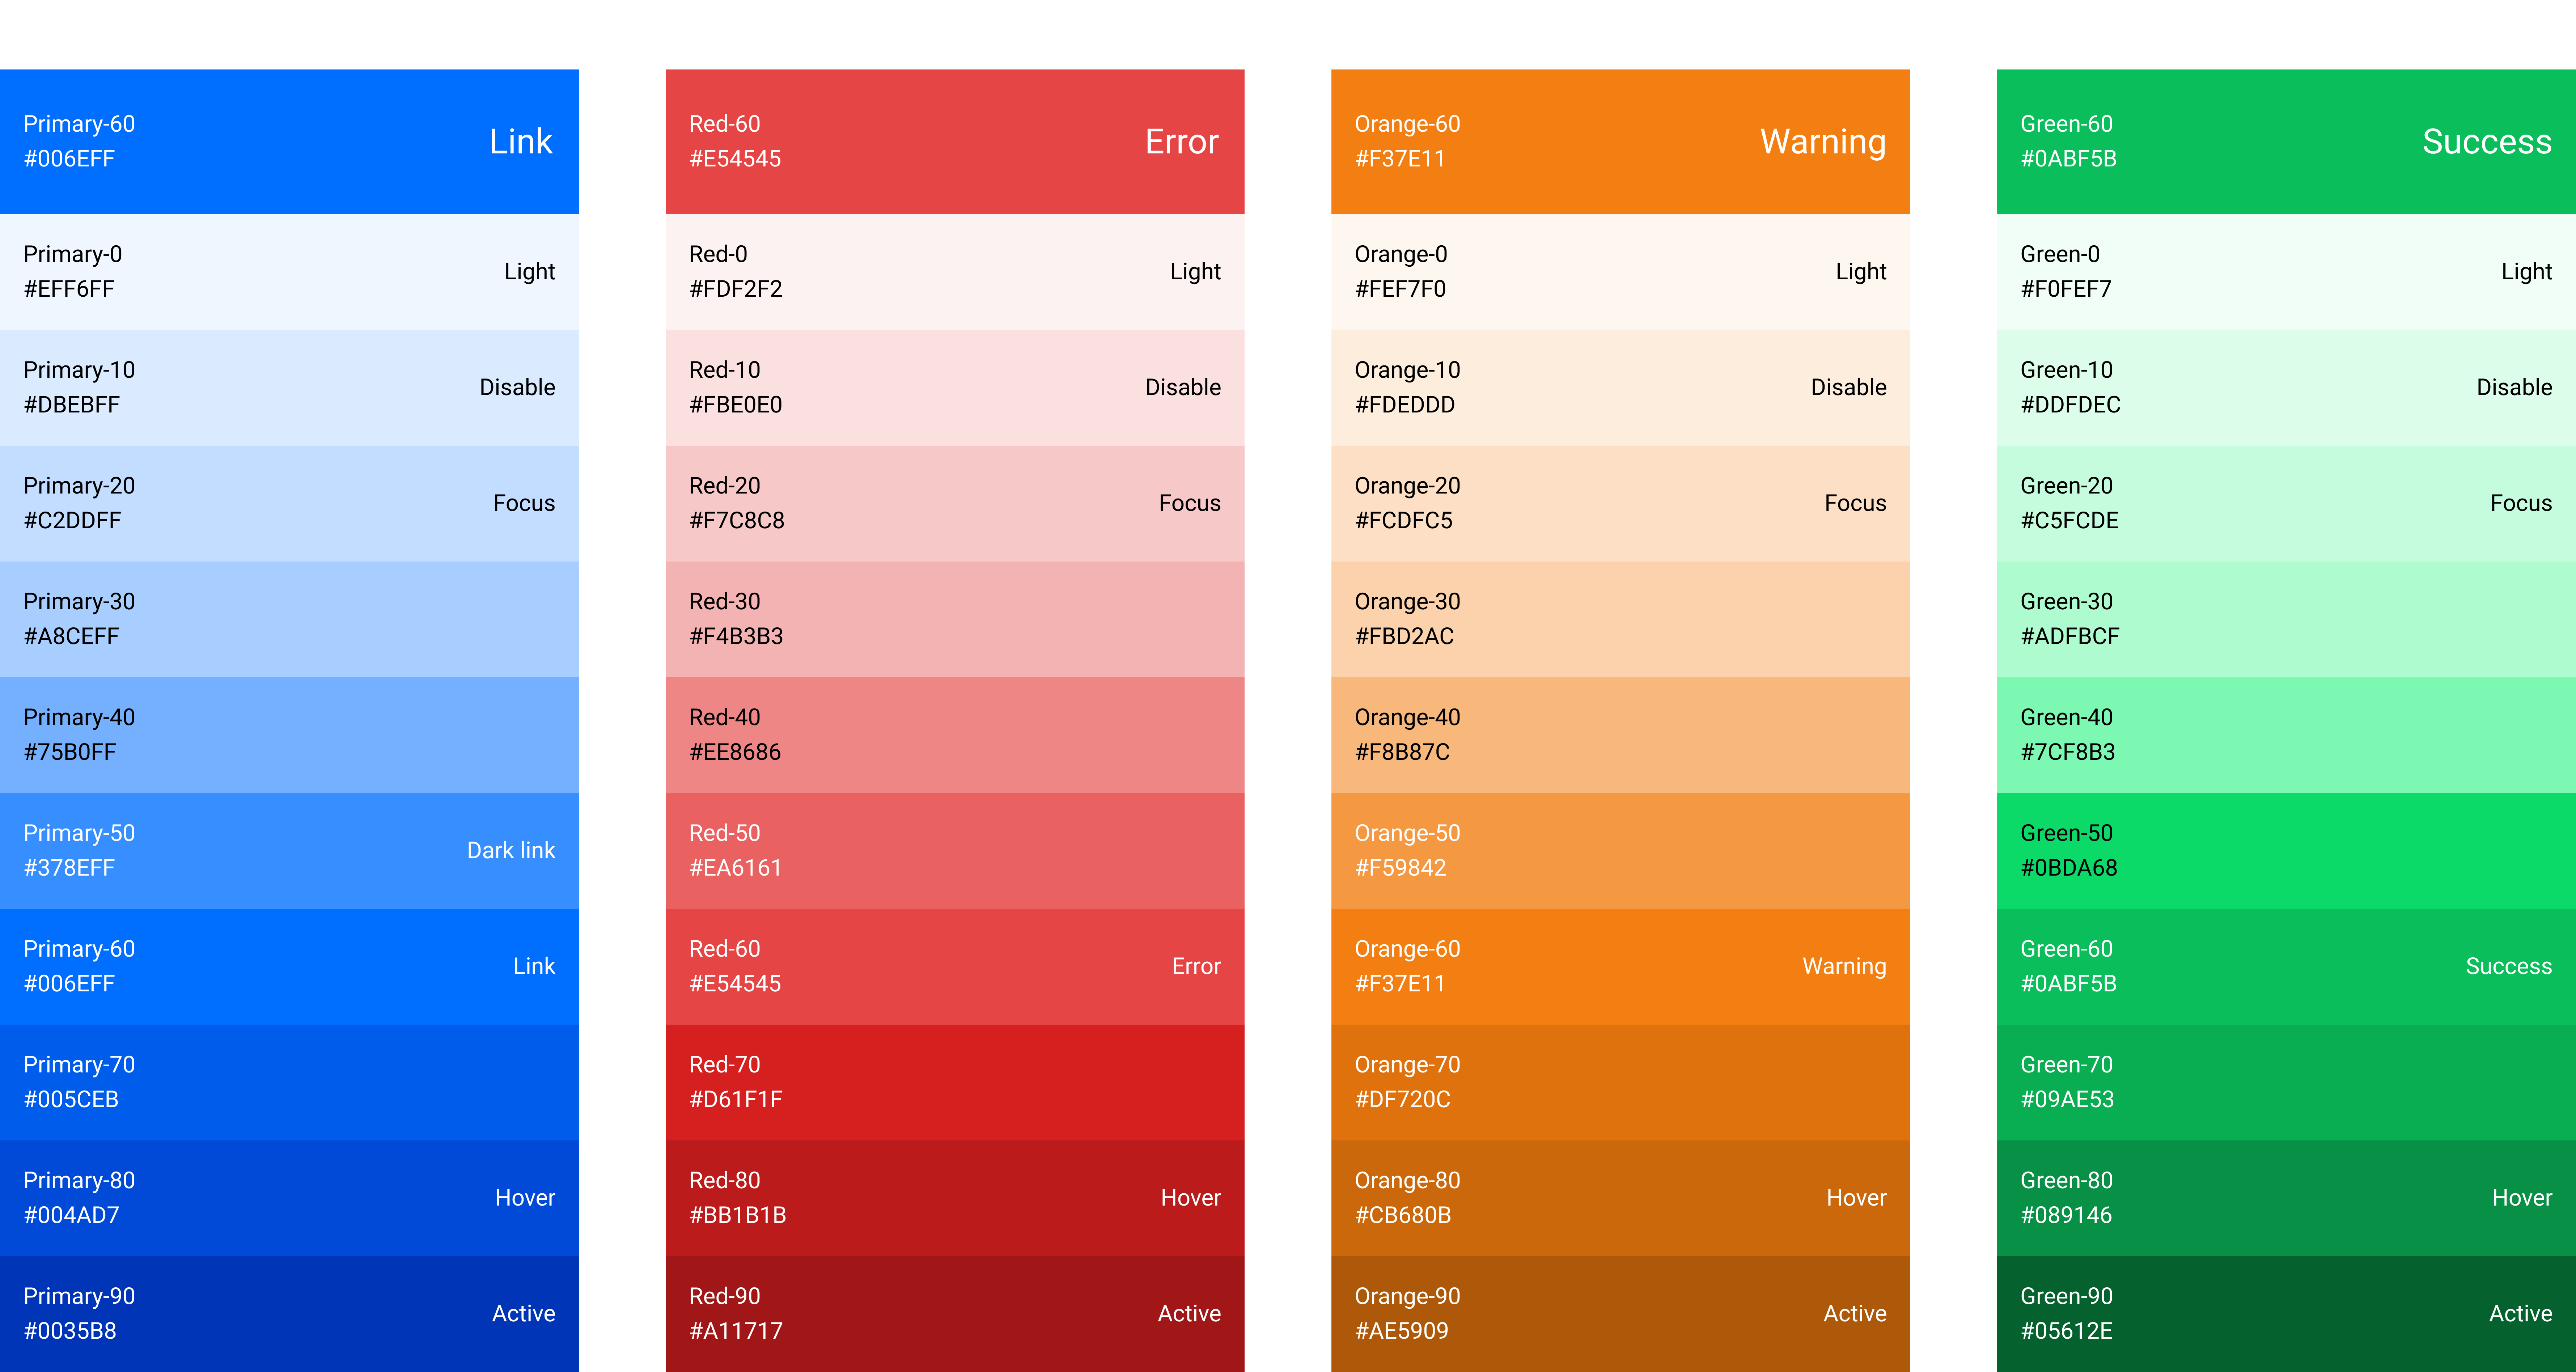 Primary-60
#006EFF
Link
Primary-0
#EFF6FF
Light
Primary-10
#DBEBFF
Disable
Primary-20
#C2DDFF
Focus
Primary-30
#A8CEFF
Primary-40
#75B0FF
Primary-50
#378EFF
Dark link
Primary-60
#006EFF
Link
Primary-70
#005CEB
Primary-80
#004AD7
Hover
Primary-90
#0035B8
Active
Red-60
#E54545
Error
Red-0
#FDF2F2
Light
Red-10
#FBE0E0
Disable
Red-20
#F7C8C8
Focus
Red-30
#F4B3B3
Red-40
#EE8686
Red-50
#EA6161
Red-60
#E54545
Error
Red-70
#D61F1F
Red-80
#BB1B1B
Hover
Red-90
#A11717
Active
Orange-60
#F37E11
Warning
Orange-0
#FEF7F0
Light
Orange-10
#FDEDDD
Disable
Orange-20
#FCDFC5
Focus
Orange-30
#FBD2AC
Orange-40
#F8B87C
Orange-50
#F59842
Orange-60
#F37E11
Warning
Orange-70
#DF720C
Orange-80
#CB680B
Hover
Orange-90
#AE5909
Active
Green-60
#0ABF5B
Success
Green-0
#F0FEF7
Light
Green-10
#DDFDEC
Disable
Green-20
#C5FCDE
Focus
Green-30
#ADFBCF
Green-40
#7CF8B3
Green-50
#0BDA68
Green-60
#0ABF5B
Success
Green-70
#09AE53
Green-80
#089146
Hover
Green-90
#05612E
Active